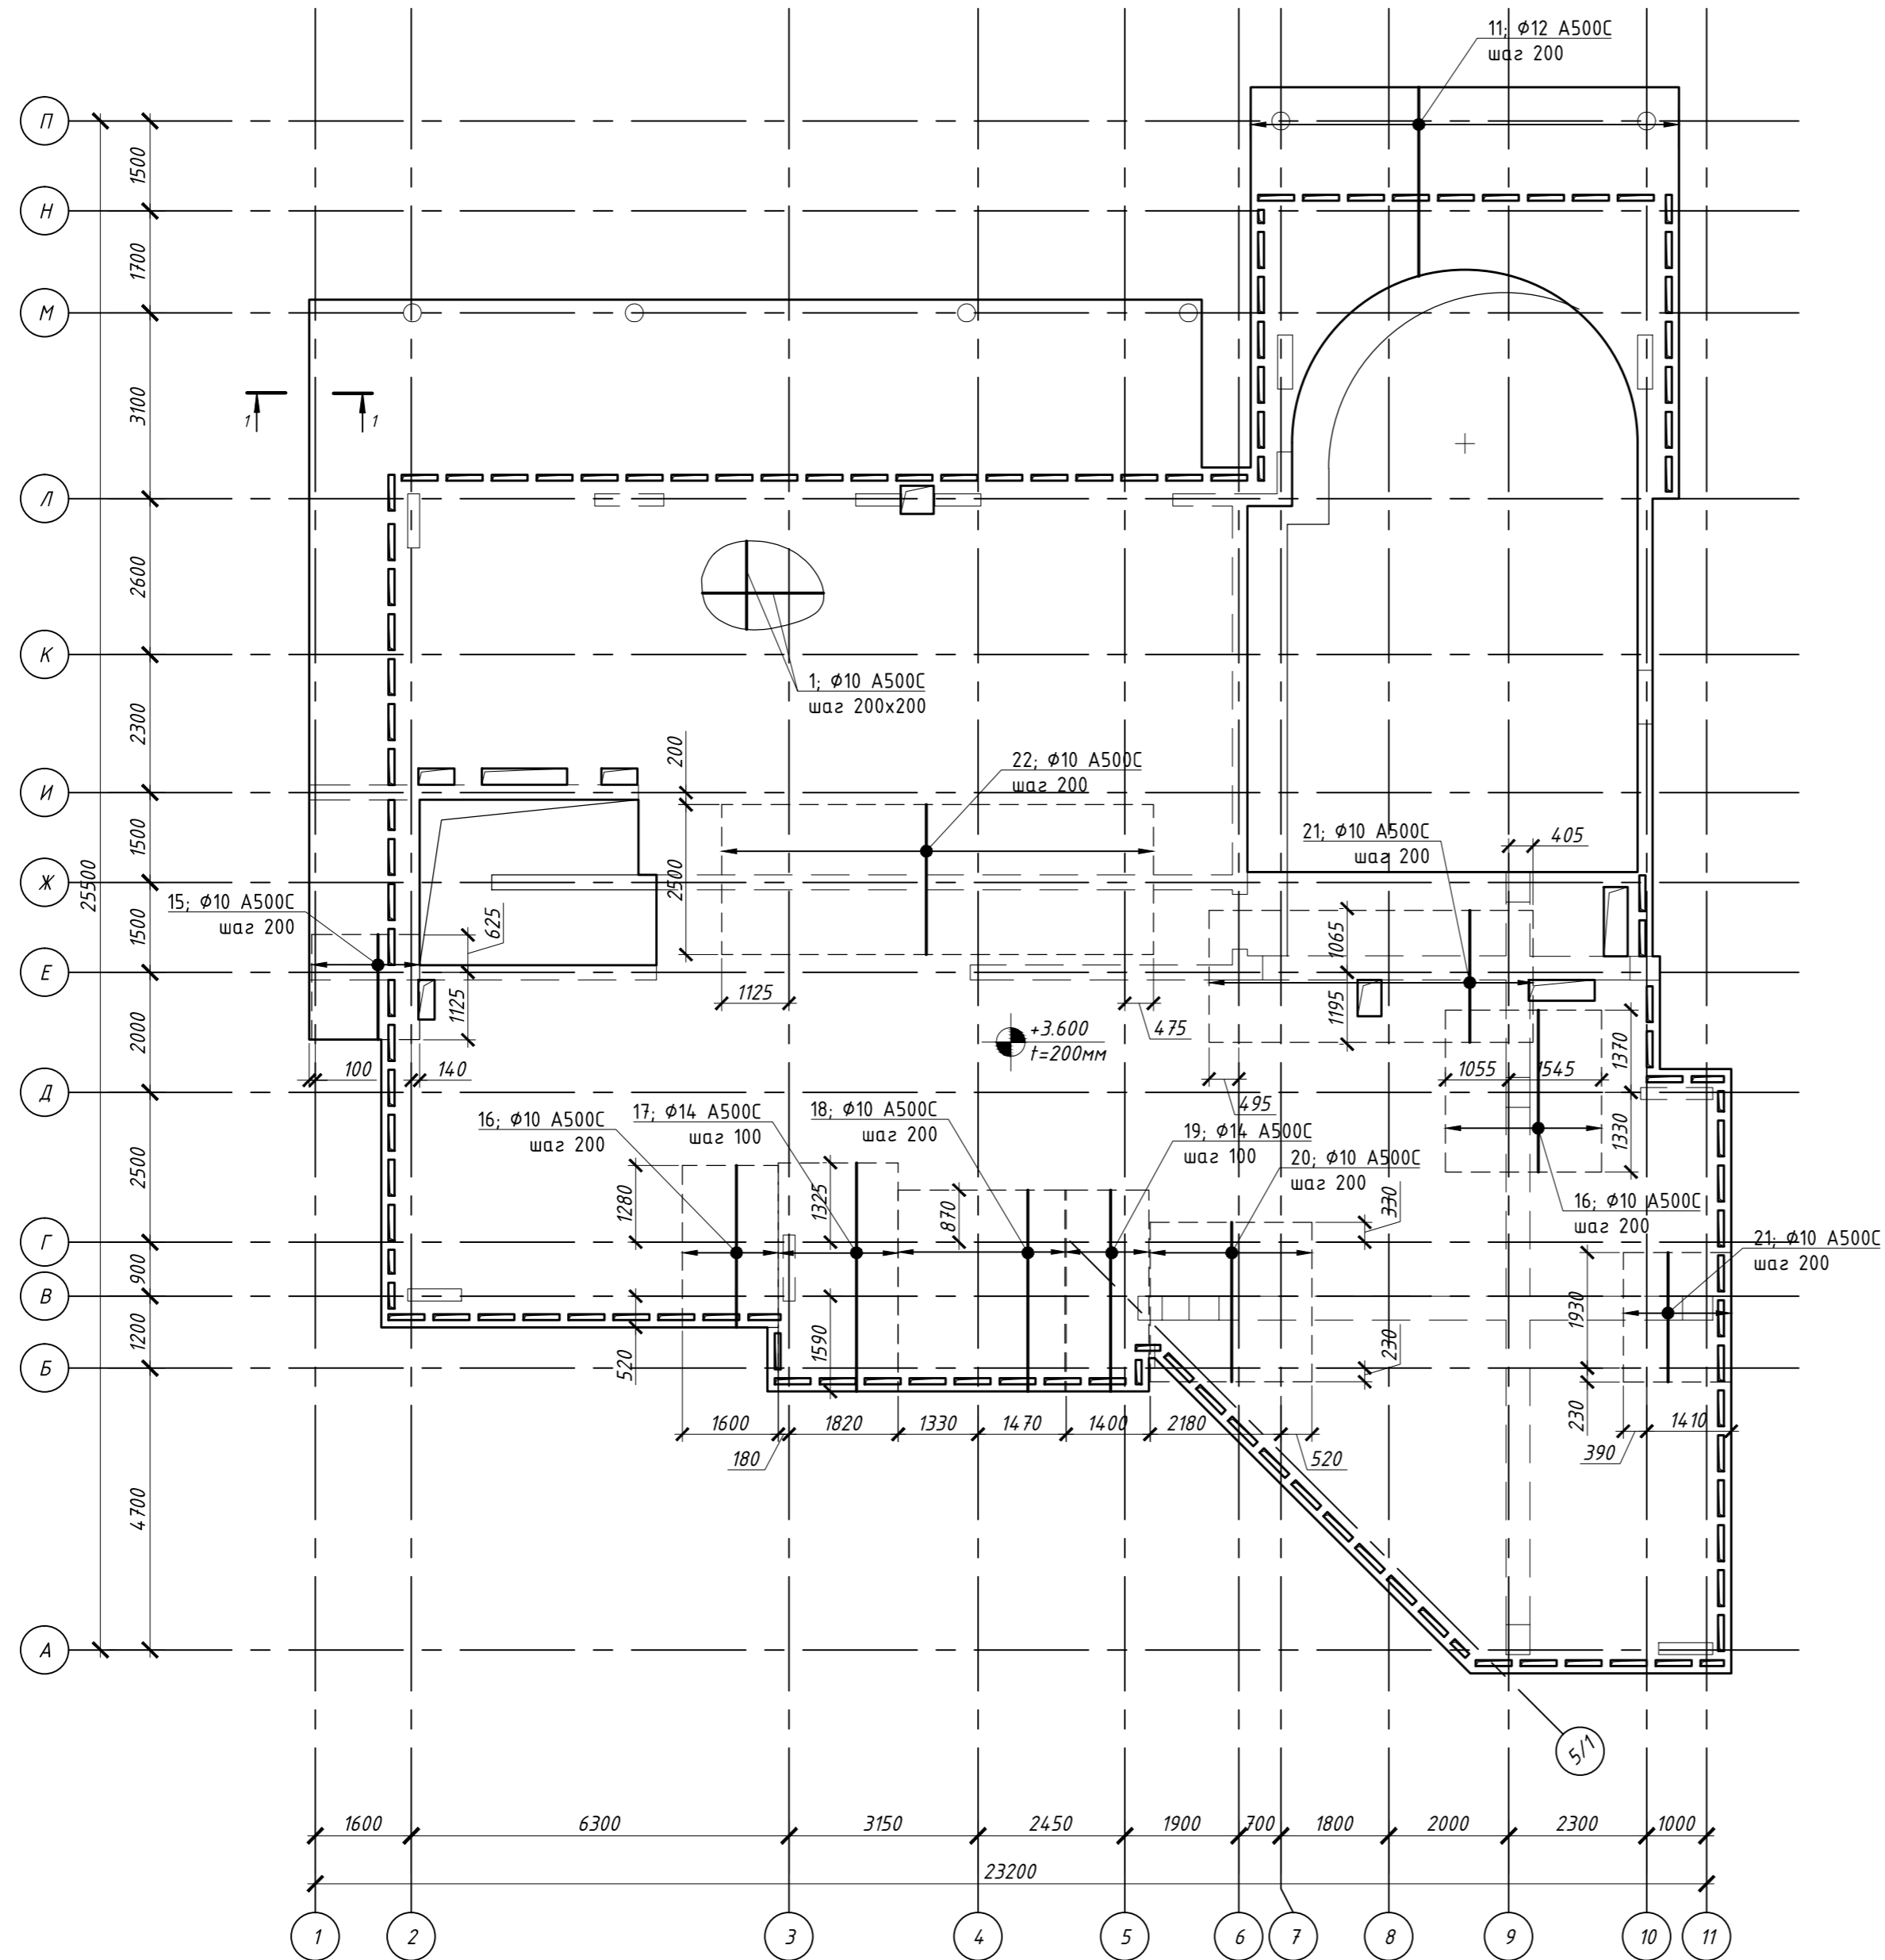 11; Ф12 А500С
шаг 200
П
Н
М
Л
К
И
Ж
Е
Д
Г
В
Б
А
1500
1700
3100
2600
2300
1500
1500
2000
2500
900
1200
4700
25500
1
1
1; Ф10 А500С
шаг 200х200
200
2500
22; Ф10 А500С
шаг 200
21; Ф10 А500С
шаг 200
405
15; Ф10 А500С
шаг 200
625
1125
1125
475
1065
1195
+3.600
t=200мм
100
140
495
1055
1545
1370
1330
16; Ф10 А500С
шаг 200
17; Ф14 А500С
шаг 100
18; Ф10 А500С
шаг 200
19; Ф14 А500С
шаг 100
20; Ф10 А500С
шаг 200
16; Ф10 А500С
шаг 200
21; Ф10 А500С
шаг 200
1280
1325
870
330
1930
520
1590
230
230
1600
180
1820
1330
1470
1400
2180
520
390
1410
5/1
1600
6300
3150
2450
1900
700
1800
2000
2300
1000
23200
1
2
3
4
5
6
7
8
9
10
11